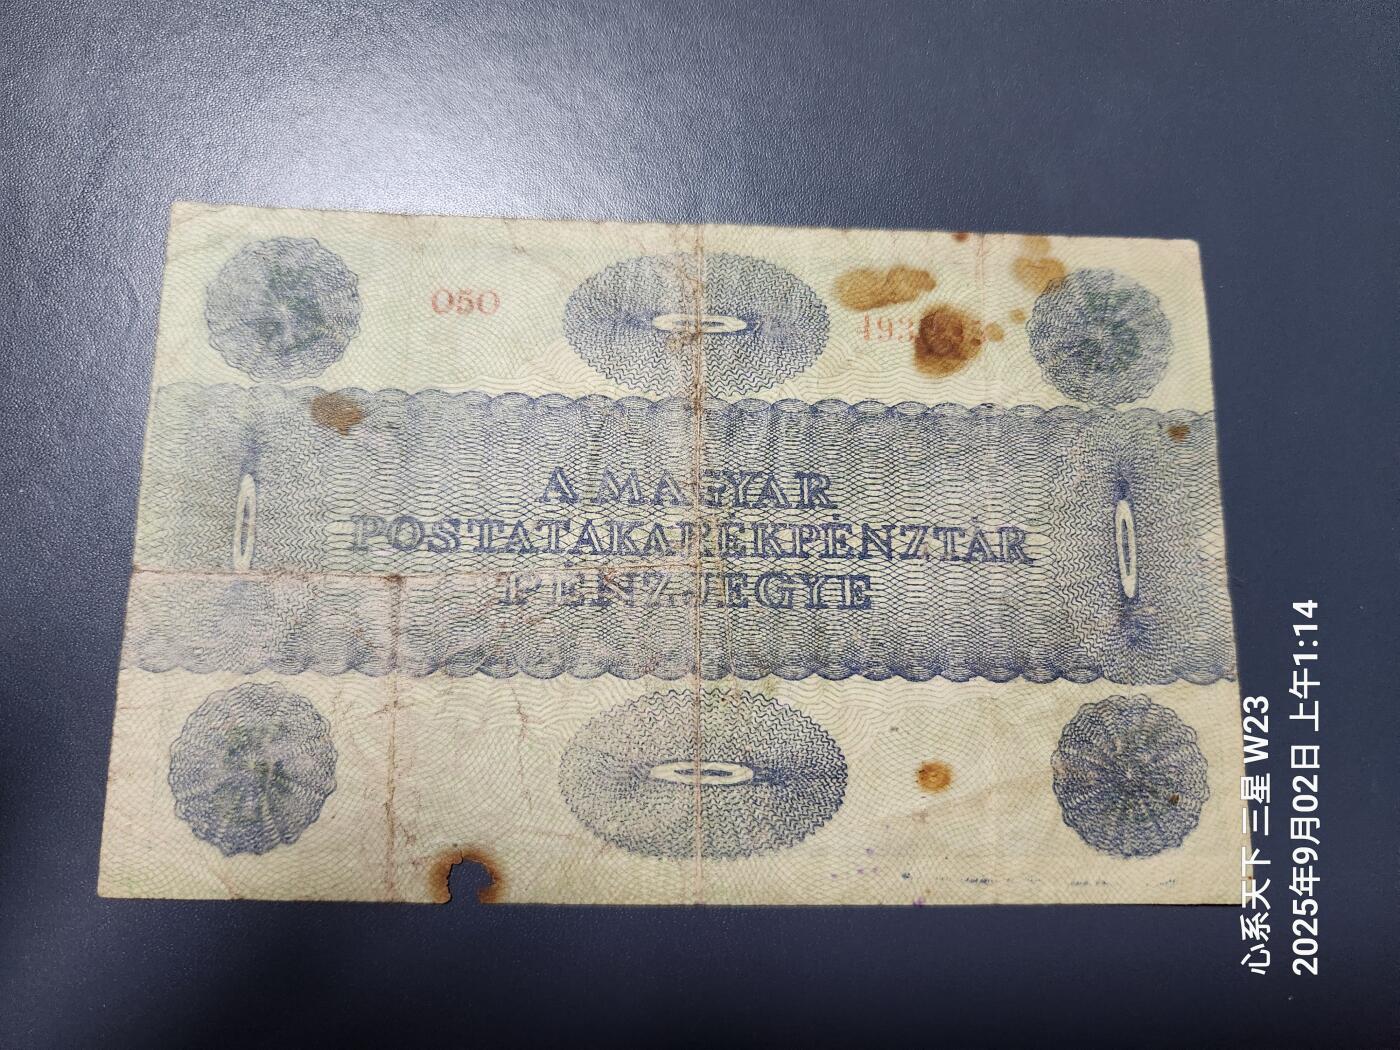 050
A MAGYAR
POSTATAKARÉKPÉNZTÁR
PÉNZJEGYE
心系天下 三星 W23
2025年9月02日 上午1:14